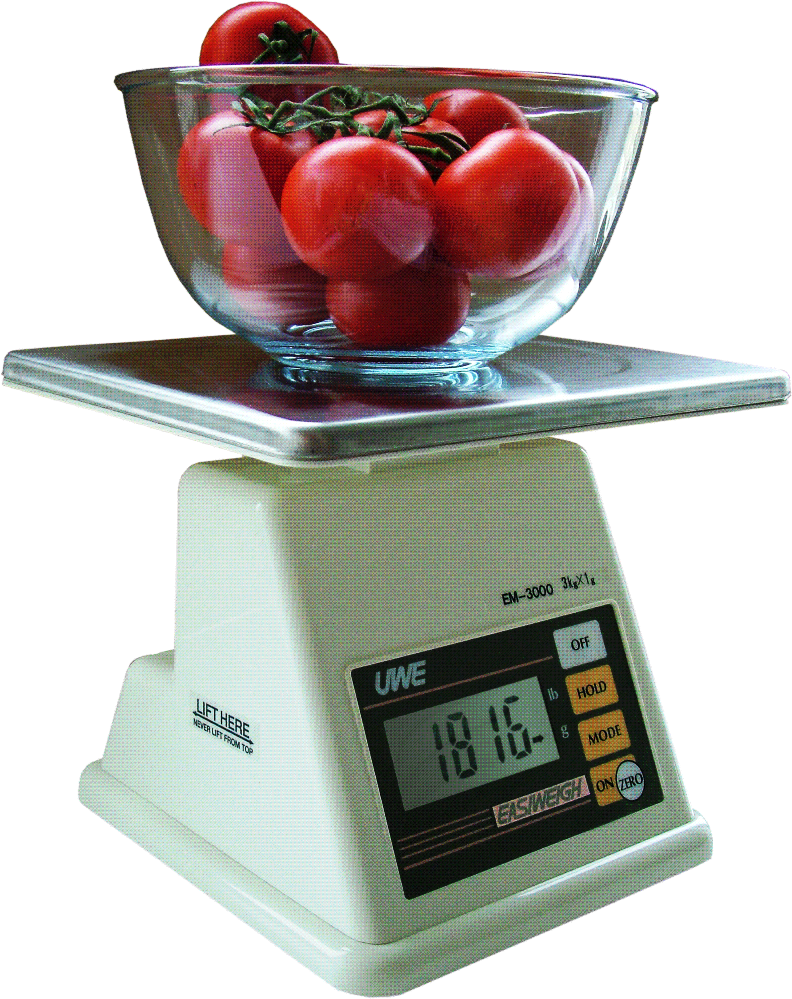 EM-3000 3kg×1g
OFF
UWE
HOLD
lb
1816
g
MODE
ON ZERO
EASIWEIGH
LIFT HERE
NEVER LIFT FROM TOP